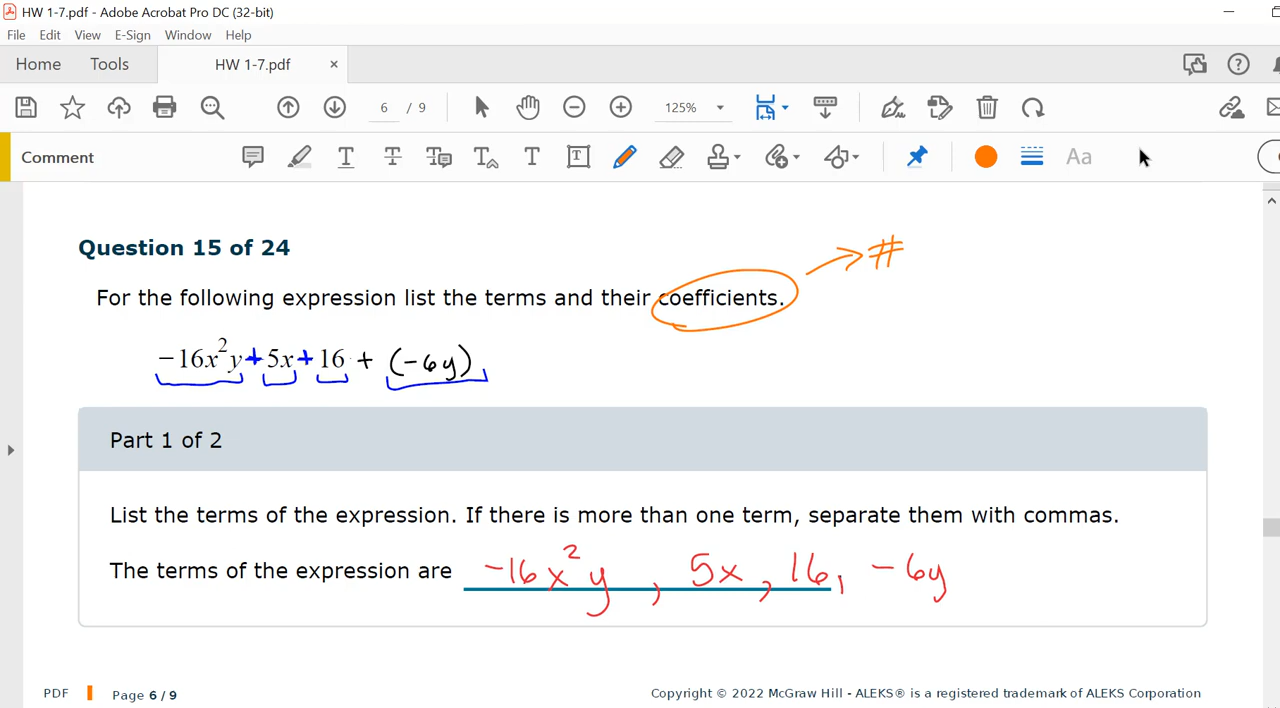 HW 1-7.pdf - Adobe Acrobat Pro DC (32-bit)
File Edit View E-Sign Window Help
Home Tools HW 1-7.pdf ×
6 / 9 125%
Comment T T T T T T Aa
Question 15 of 24
#
For the following expression list the terms and their coefficients.
−16x²y + 5x + 16 + (−6y)
Part 1 of 2
List the terms of the expression. If there is more than one term, separate them with commas.
The terms of the expression are −16x²y , 5x , 16, −6y
PDF Page 6 / 9 Copyright © 2022 McGraw Hill - ALEKS® is a registered trademark of ALEKS Corporation